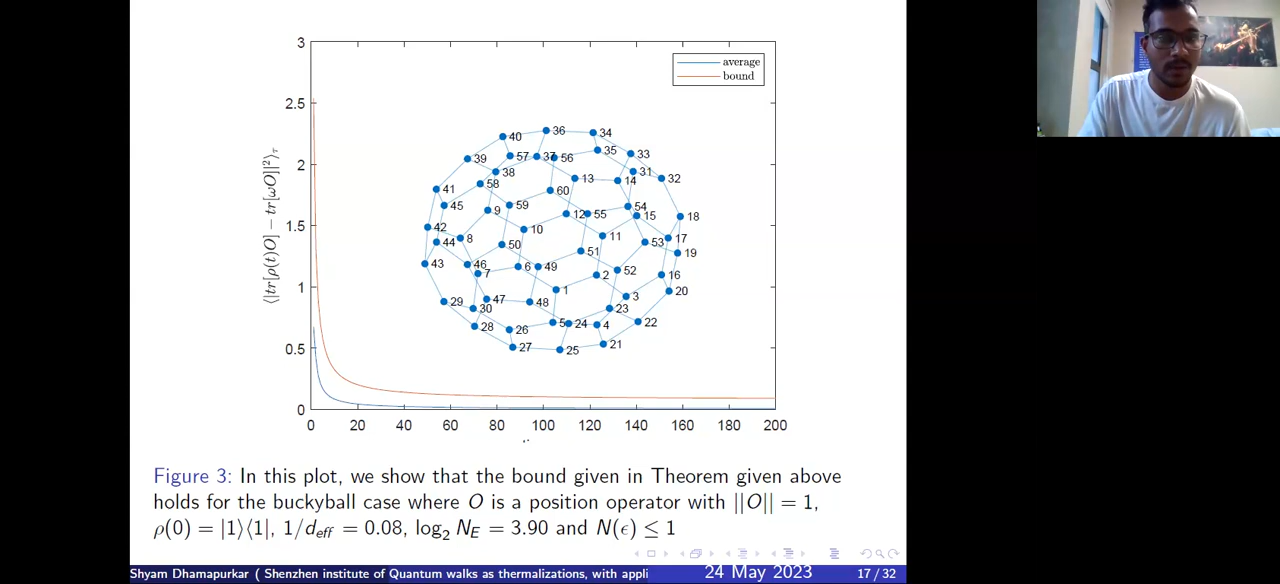 3
2.5
2
1.5
1
0.5
0
0 20 40 60 80 100 120 140 160 180 200
⟨|tr[ρ(t)O] − tr[ωO]|²⟩τ
average
bound
36 34
40 35 33
57 37 56
39 38 31
58 13 14 32
41 60
45 9 59 54
12 55 15 18
42 10
44 8 11 53 17
50 51 19
43 46 6 49
7 2 52 16
1 20
29 47 48 3
30 23
28 26 5 24 4 22
27 25 21
Figure 3: In this plot, we show that the bound given in Theorem given above
holds for the buckyball case where O is a position operator with ||O|| = 1,
ρ(0) = |1⟩⟨1|, 1/deff = 0.08, log₂ NE = 3.90 and N(ϵ) ≤ 1
Shyam Dhamapurkar ( Shenzhen institute of Quantum walks as thermalizations, with appli 24 May 2023 17 / 32